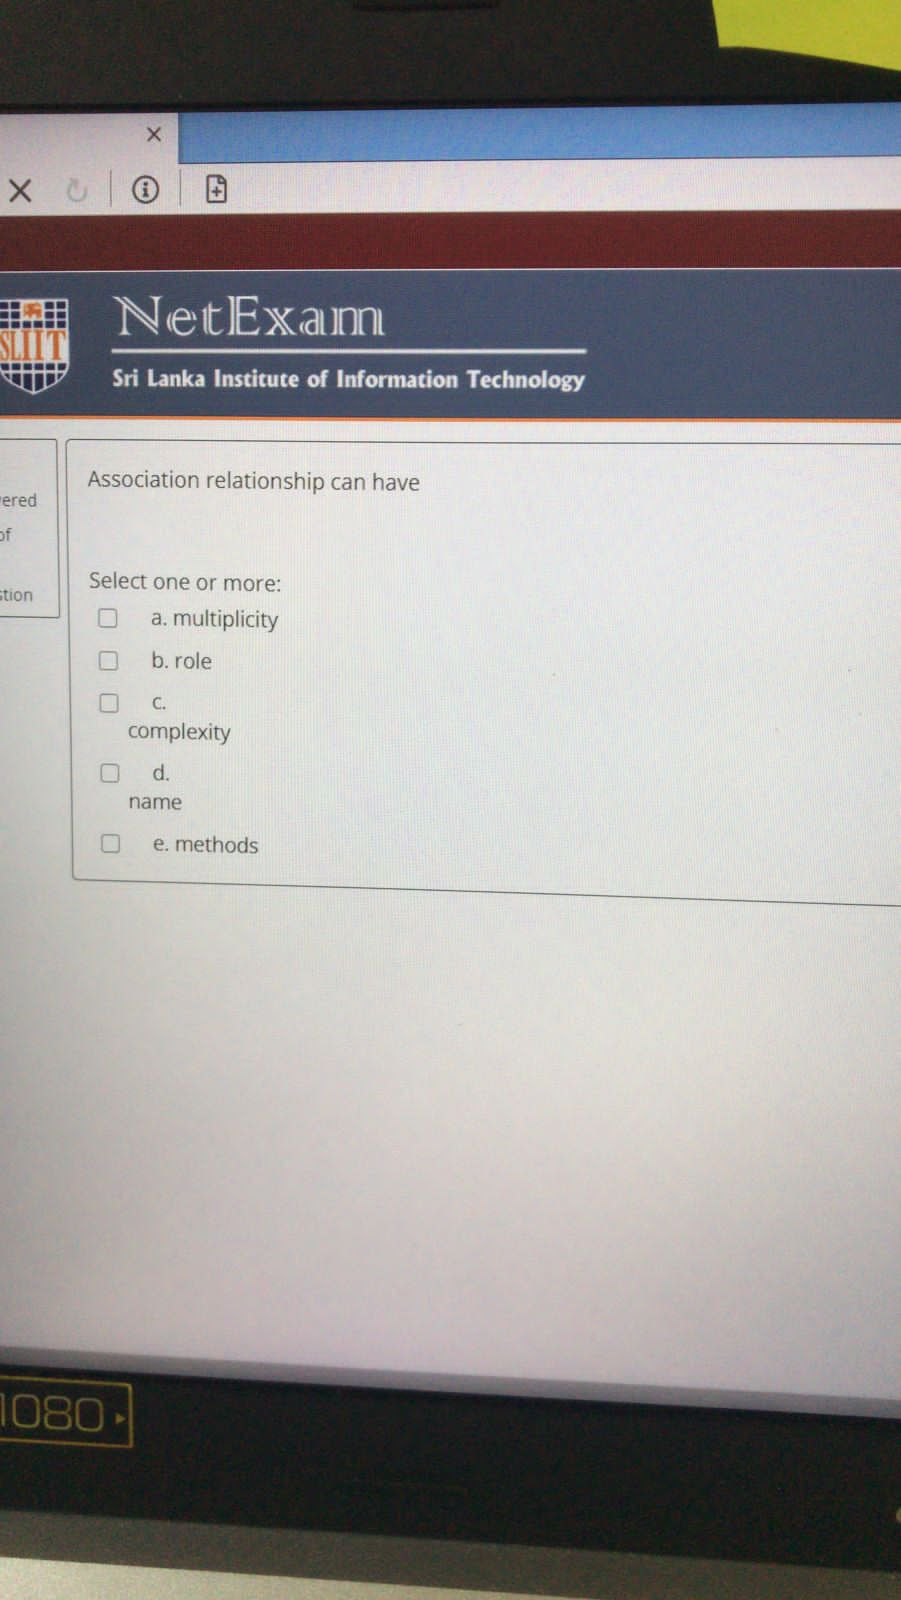 NetExam
SLIIT
Sri Lanka Institute of Information Technology
ered
of
stion
Association relationship can have
Select one or more:
a. multiplicity
b. role
c.
complexity
d.
name
e. methods
1080